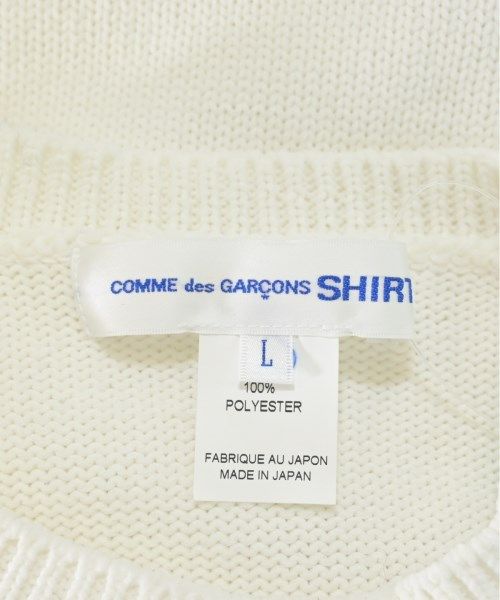 COMME des GARÇONS SHIRT
L
100%
POLYESTER
FABRIQUE AU JAPON
MADE IN JAPAN